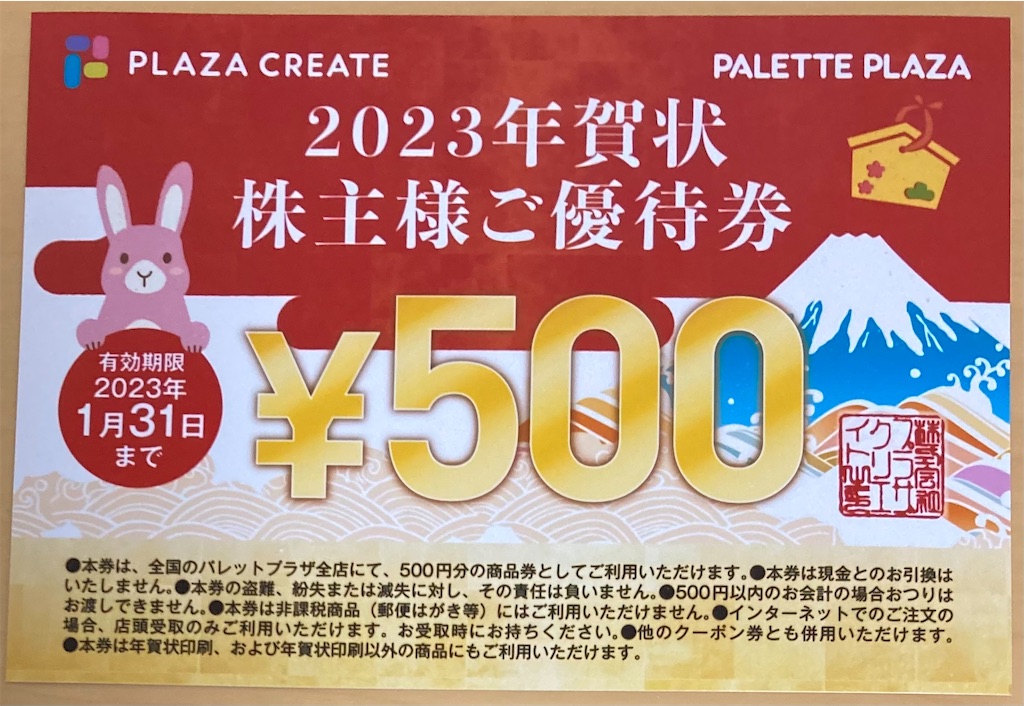 PLAZA CREATE
PALETTE PLAZA
2023年賀状
株主様ご優待券
¥500
有効期限
2023年
1月31日
まで
株式会社
プラザ
クリエ
イト
●本券は、全国のパレットプラザ全店にて、500円分の商品券としてご利用いただけます。●本券は現金とのお引換は
いたしません。●本券の盗難、紛失または滅失に対し、その責任は負いません。●500円以内のお会計の場合おつりは
お渡しできません。●本券は非課税商品（郵便はがき等）にはご利用いただけません。●インターネットでのご注文の
場合、店頭受取のみご利用いただけます。お受取時にお持ちください。●他のクーポン券とも併用いただけます。
●本券は年賀状印刷、および年賀状印刷以外の商品にもご利用いただけます。